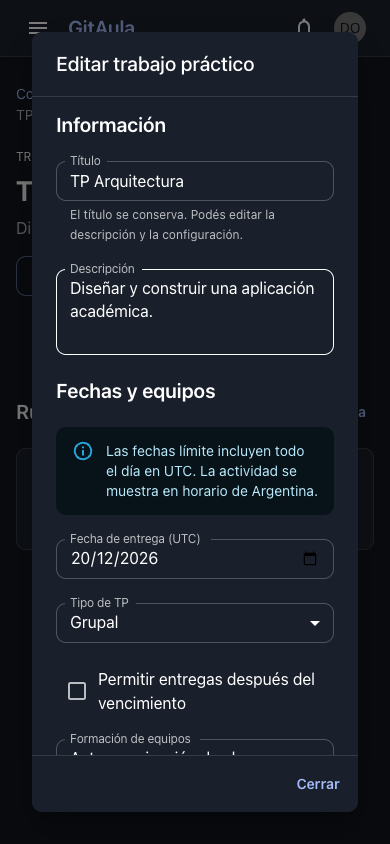 GitAula
DO
Editar trabajo práctico
Información
Título
TP Arquitectura
El título se conserva. Podés editar la
descripción y la configuración.
Descripción
Diseñar y construir una aplicación
académica.
Fechas y equipos
Las fechas límite incluyen todo
el día en UTC. La actividad se
muestra en horario de Argentina.
Fecha de entrega (UTC)
20/12/2026
Tipo de TP
Grupal
Permitir entregas después del
vencimiento
Formación de equipos
Cerrar